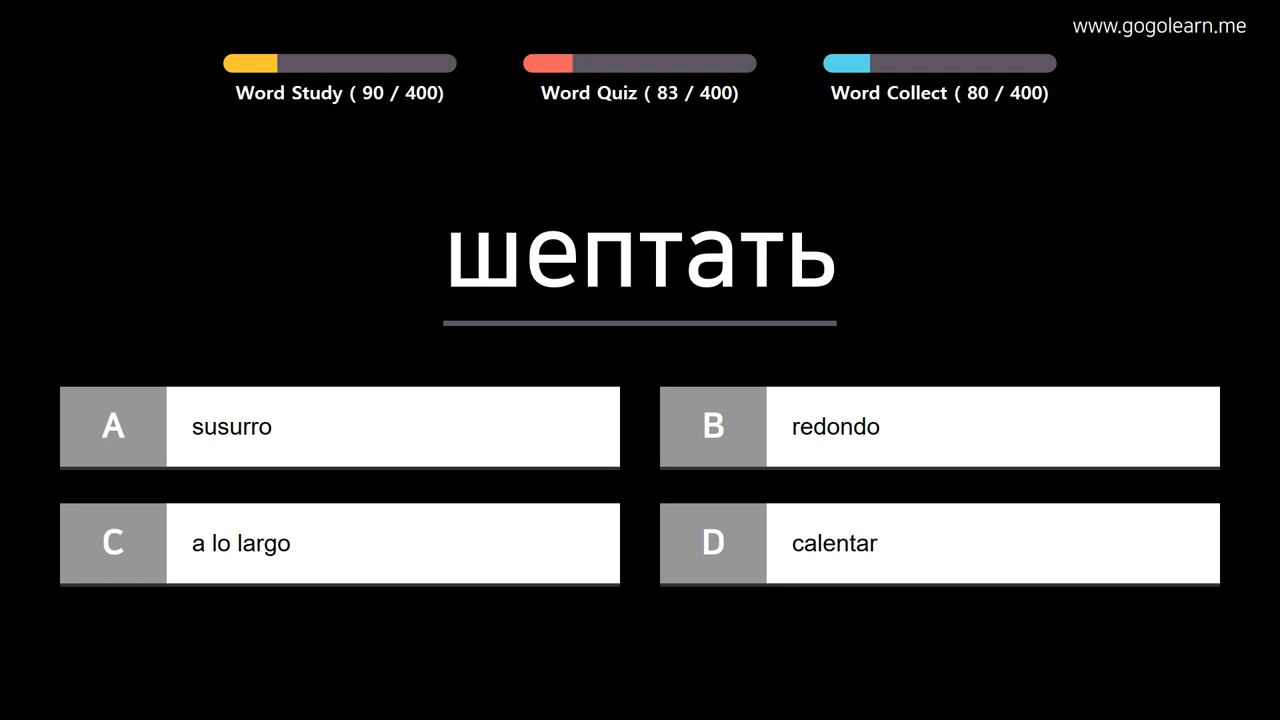 www.gogolearn.me
Word Study ( 90 / 400)
Word Quiz ( 83 / 400)
Word Collect ( 80 / 400)
шептать
A susurro
B redondo
C a lo largo
D calentar